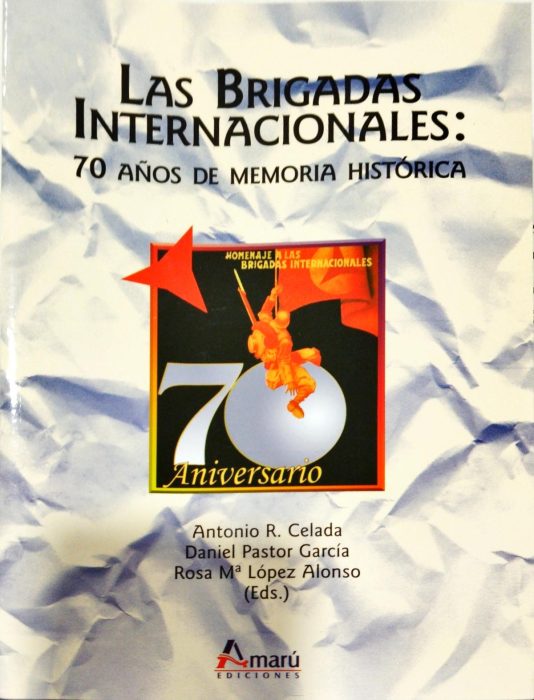 LAS BRIGADAS
INTERNACIONALES:
70 AÑOS DE MEMORIA HISTÓRICA
HOMENAJE A LAS
BRIGADAS INTERNACIONALES
70
Aniversario
Antonio R. Celada
Daniel Pastor García
Rosa Mª López Alonso
(Eds.)
Amarú
EDICIONES